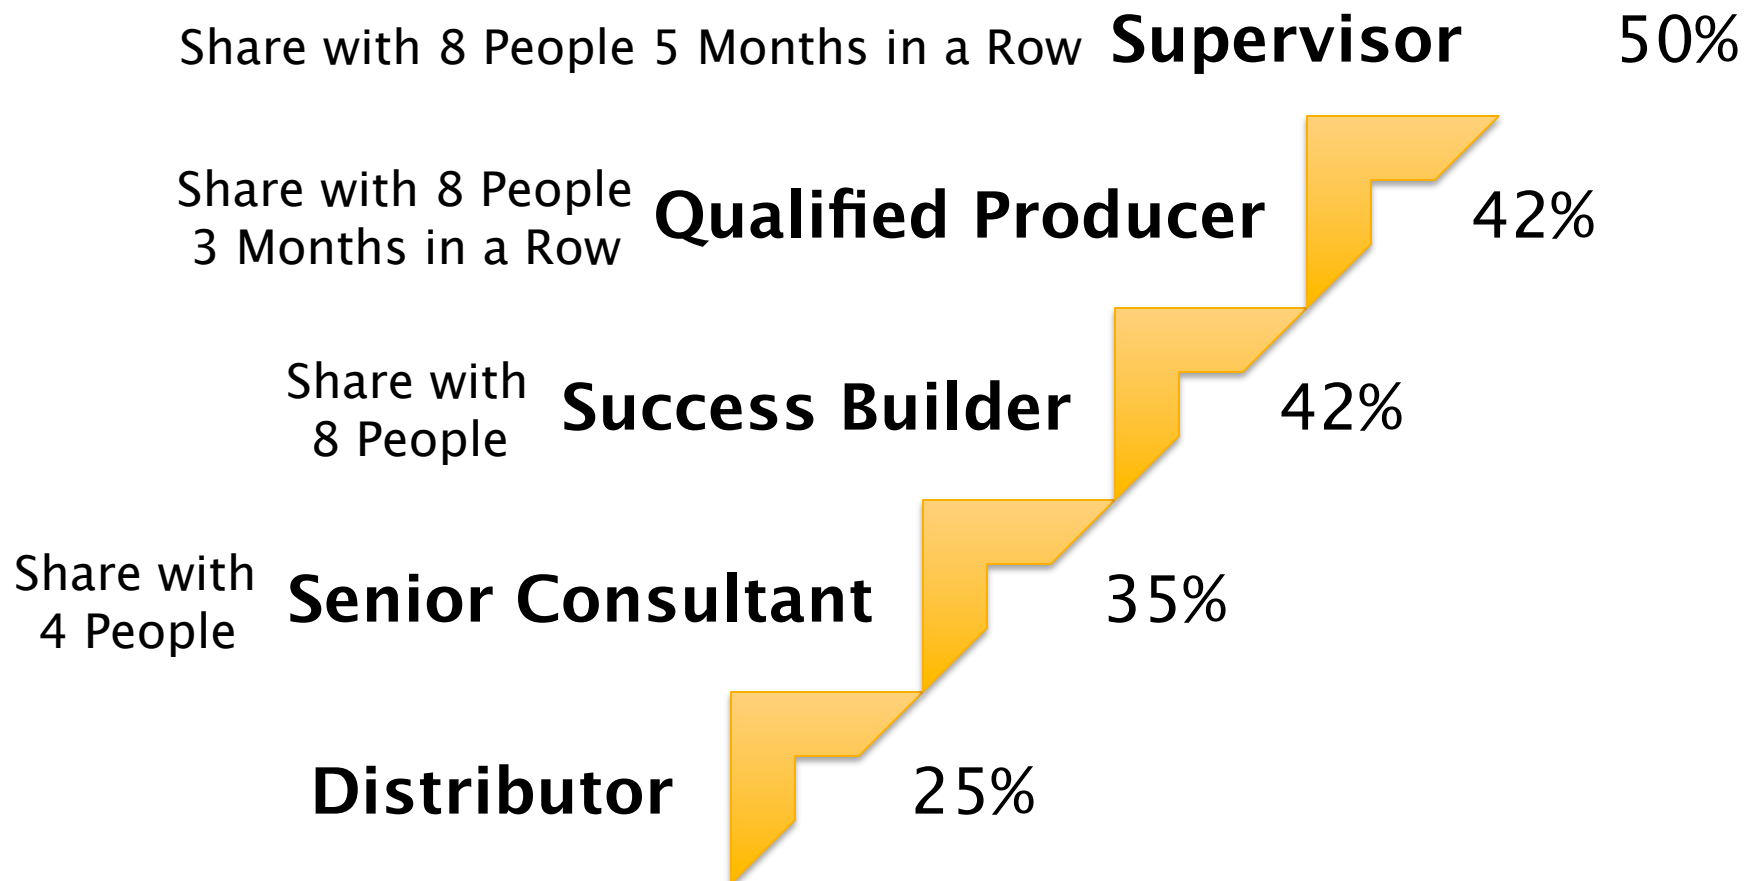 Share with 8 People 5 Months in a Row Supervisor 50%
Share with 8 People
3 Months in a Row
Qualified Producer 42%
Share with
8 People
Success Builder 42%
Share with
4 People
Senior Consultant 35%
Distributor 25%